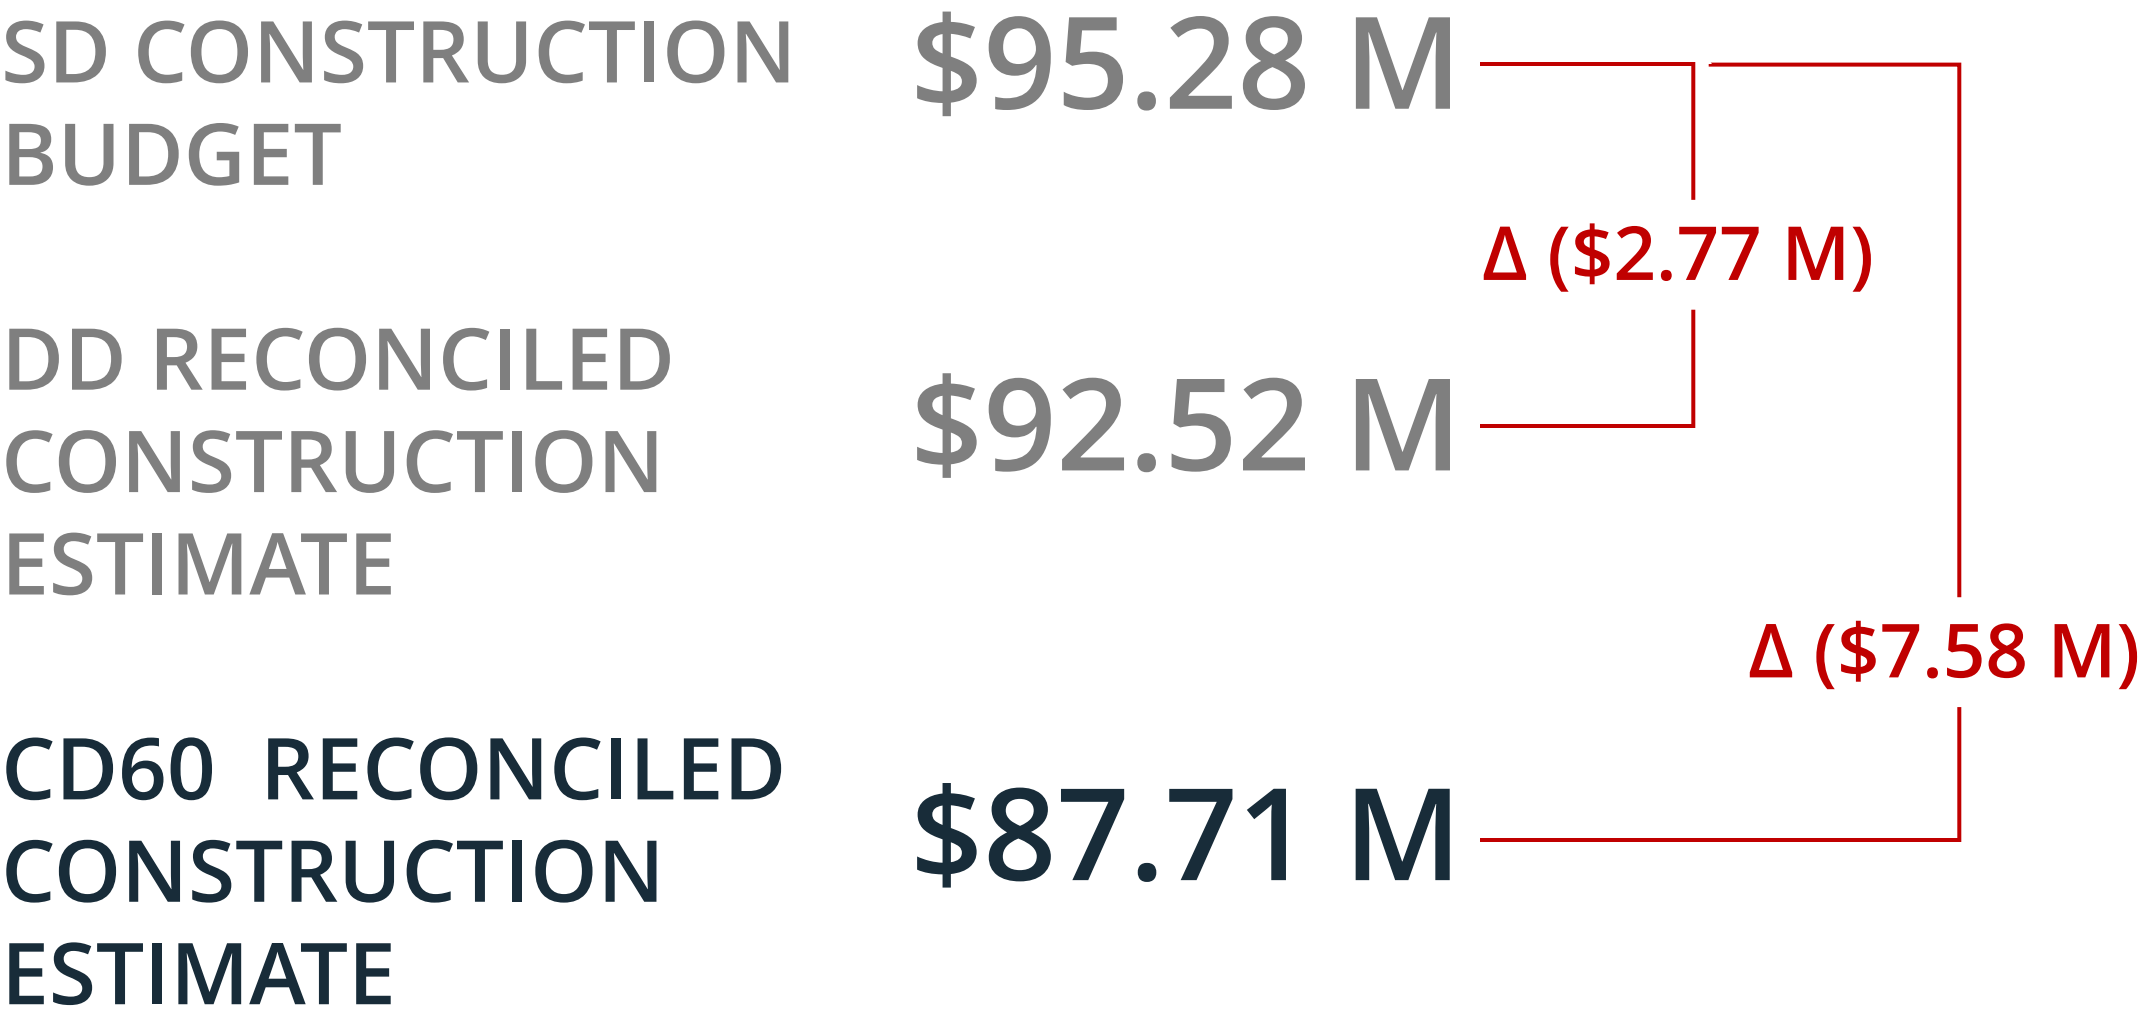 SD CONSTRUCTION
BUDGET
$95.28 M
Δ ($2.77 M)
DD RECONCILED
CONSTRUCTION
ESTIMATE
$92.52 M
Δ ($7.58 M)
CD60  RECONCILED
CONSTRUCTION
ESTIMATE
$87.71 M